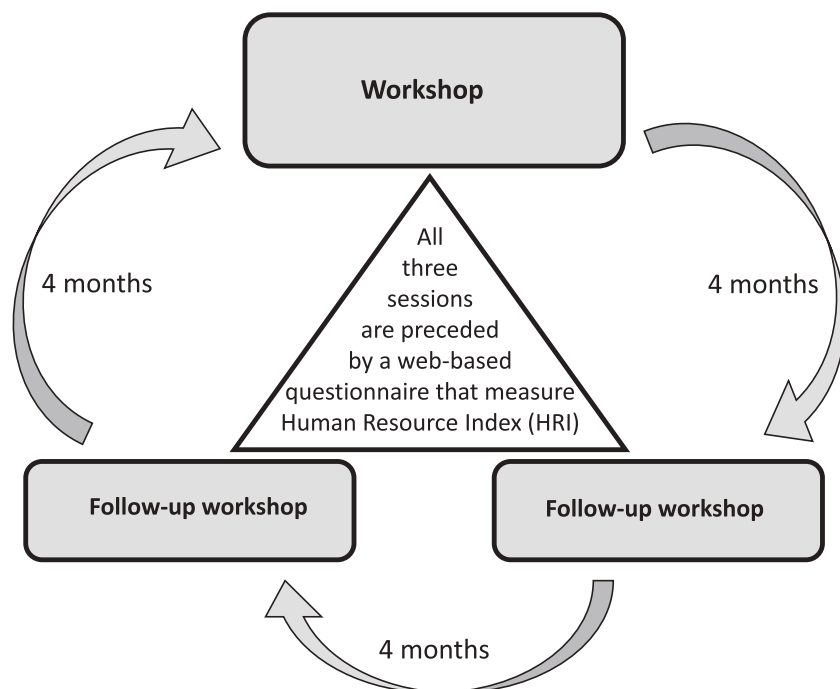 Workshop
4 months
4 months
All
three
sessions
are preceded
by a web-based
questionnaire that measure
Human Resource Index (HRI)
Follow-up workshop
Follow-up workshop
4 months